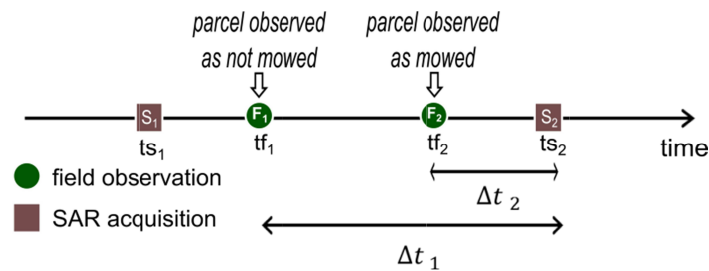 parcel observed parcel observed
as not mowed as mowed
S₁ F₁ F₂ S₂
ts₁ tf₁ tf₂ ts₂ time
field observation
Δt ₂
SAR acquisition
Δt ₁